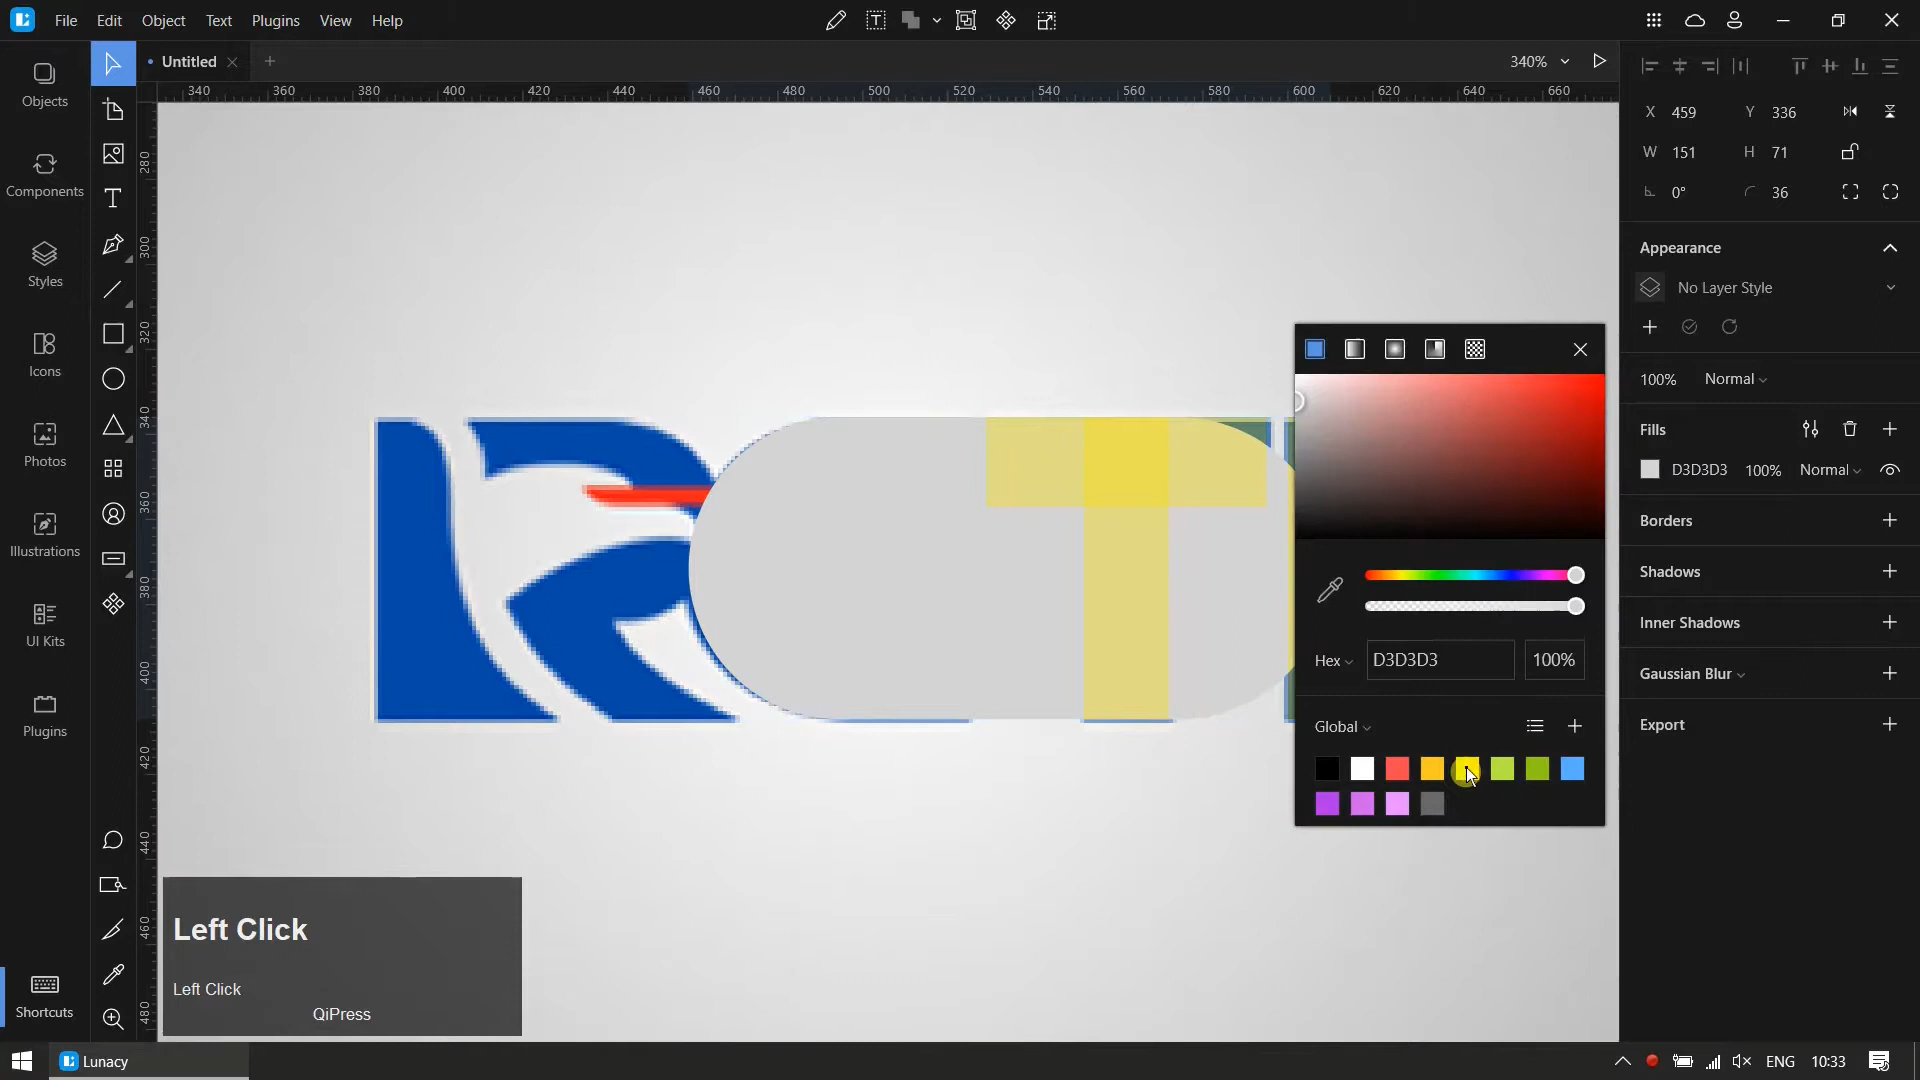 File Edit Object Text Plugins View Help
Untitled
340%
340 360 380 400 420 440 460 480 500 520 540 560 580 600 620 640 660
280
300
320
340
360
380
400
420
440
460
480
Objects
Components
Styles
Icons
Photos
Illustrations
UI Kits
Plugins
Shortcuts
X 459 Y 336
W 151 H 71
0° 36
Appearance
No Layer Style
100% Normal
Fills
D3D3D3 100% Normal
Borders
Shadows
Inner Shadows
Gaussian Blur
Export
Hex D3D3D3 100%
Global
Left Click
Left Click
QiPress
Lunacy
ENG 10:33